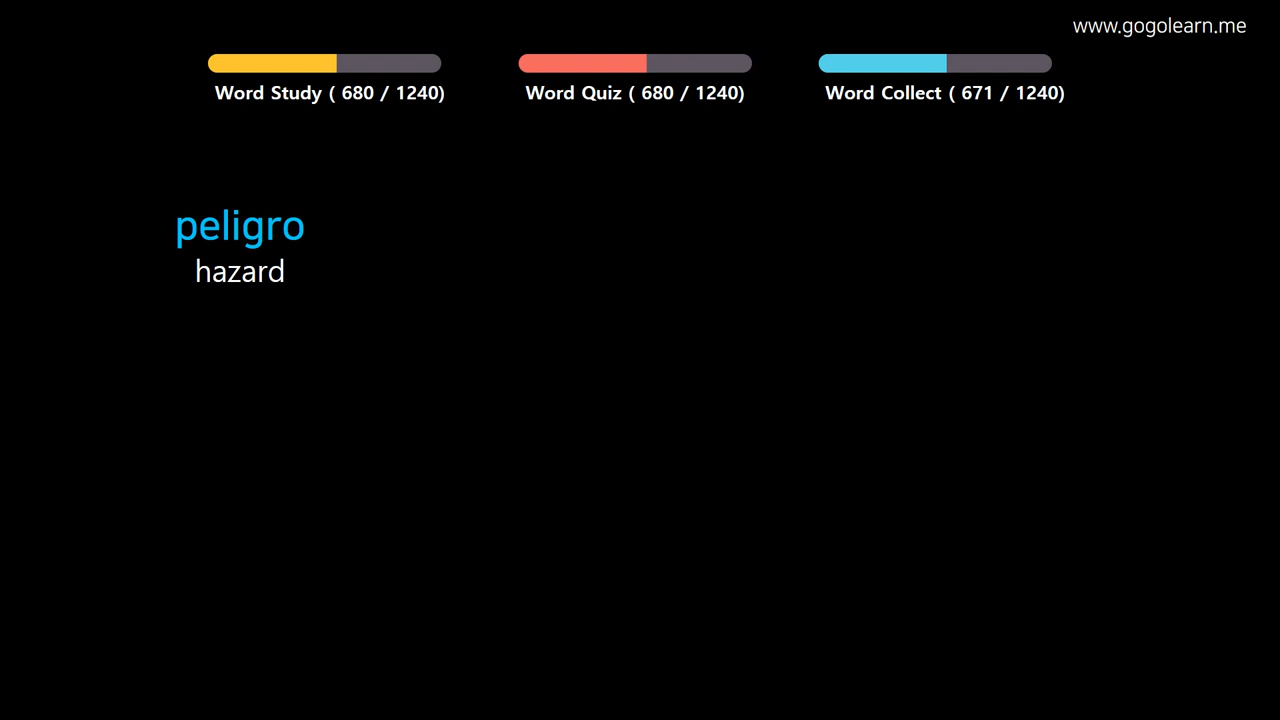 www.gogolearn.me
Word Study ( 680 / 1240)
Word Quiz ( 680 / 1240)
Word Collect ( 671 / 1240)
peligro
hazard